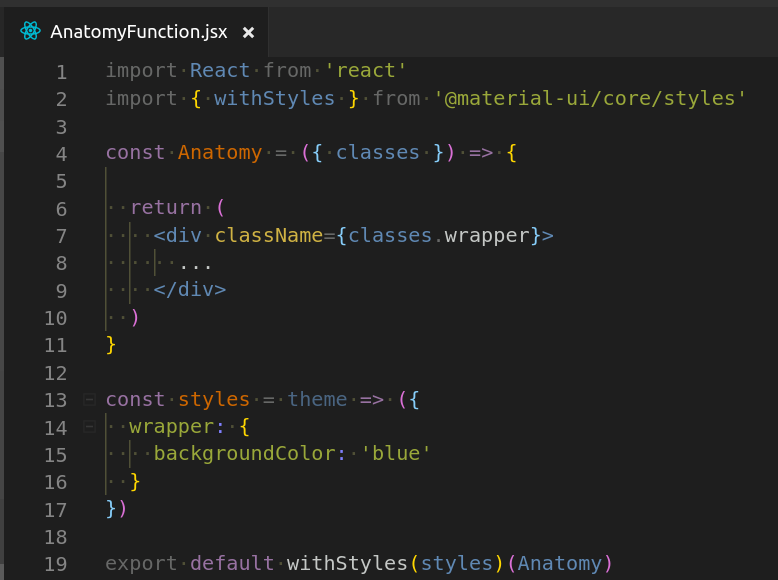 AnatomyFunction.jsx ×
1 import React from 'react'
2 import { withStyles } from '@material-ui/core/styles'
3
4 const Anatomy = ({ classes }) => {
5
6   return (
7     <div className={classes.wrapper}>
8       ...
9     </div>
10   )
11 }
12
13 const styles = theme => ({
14   wrapper: {
15     backgroundColor: 'blue'
16   }
17 })
18
19 export default withStyles(styles)(Anatomy)